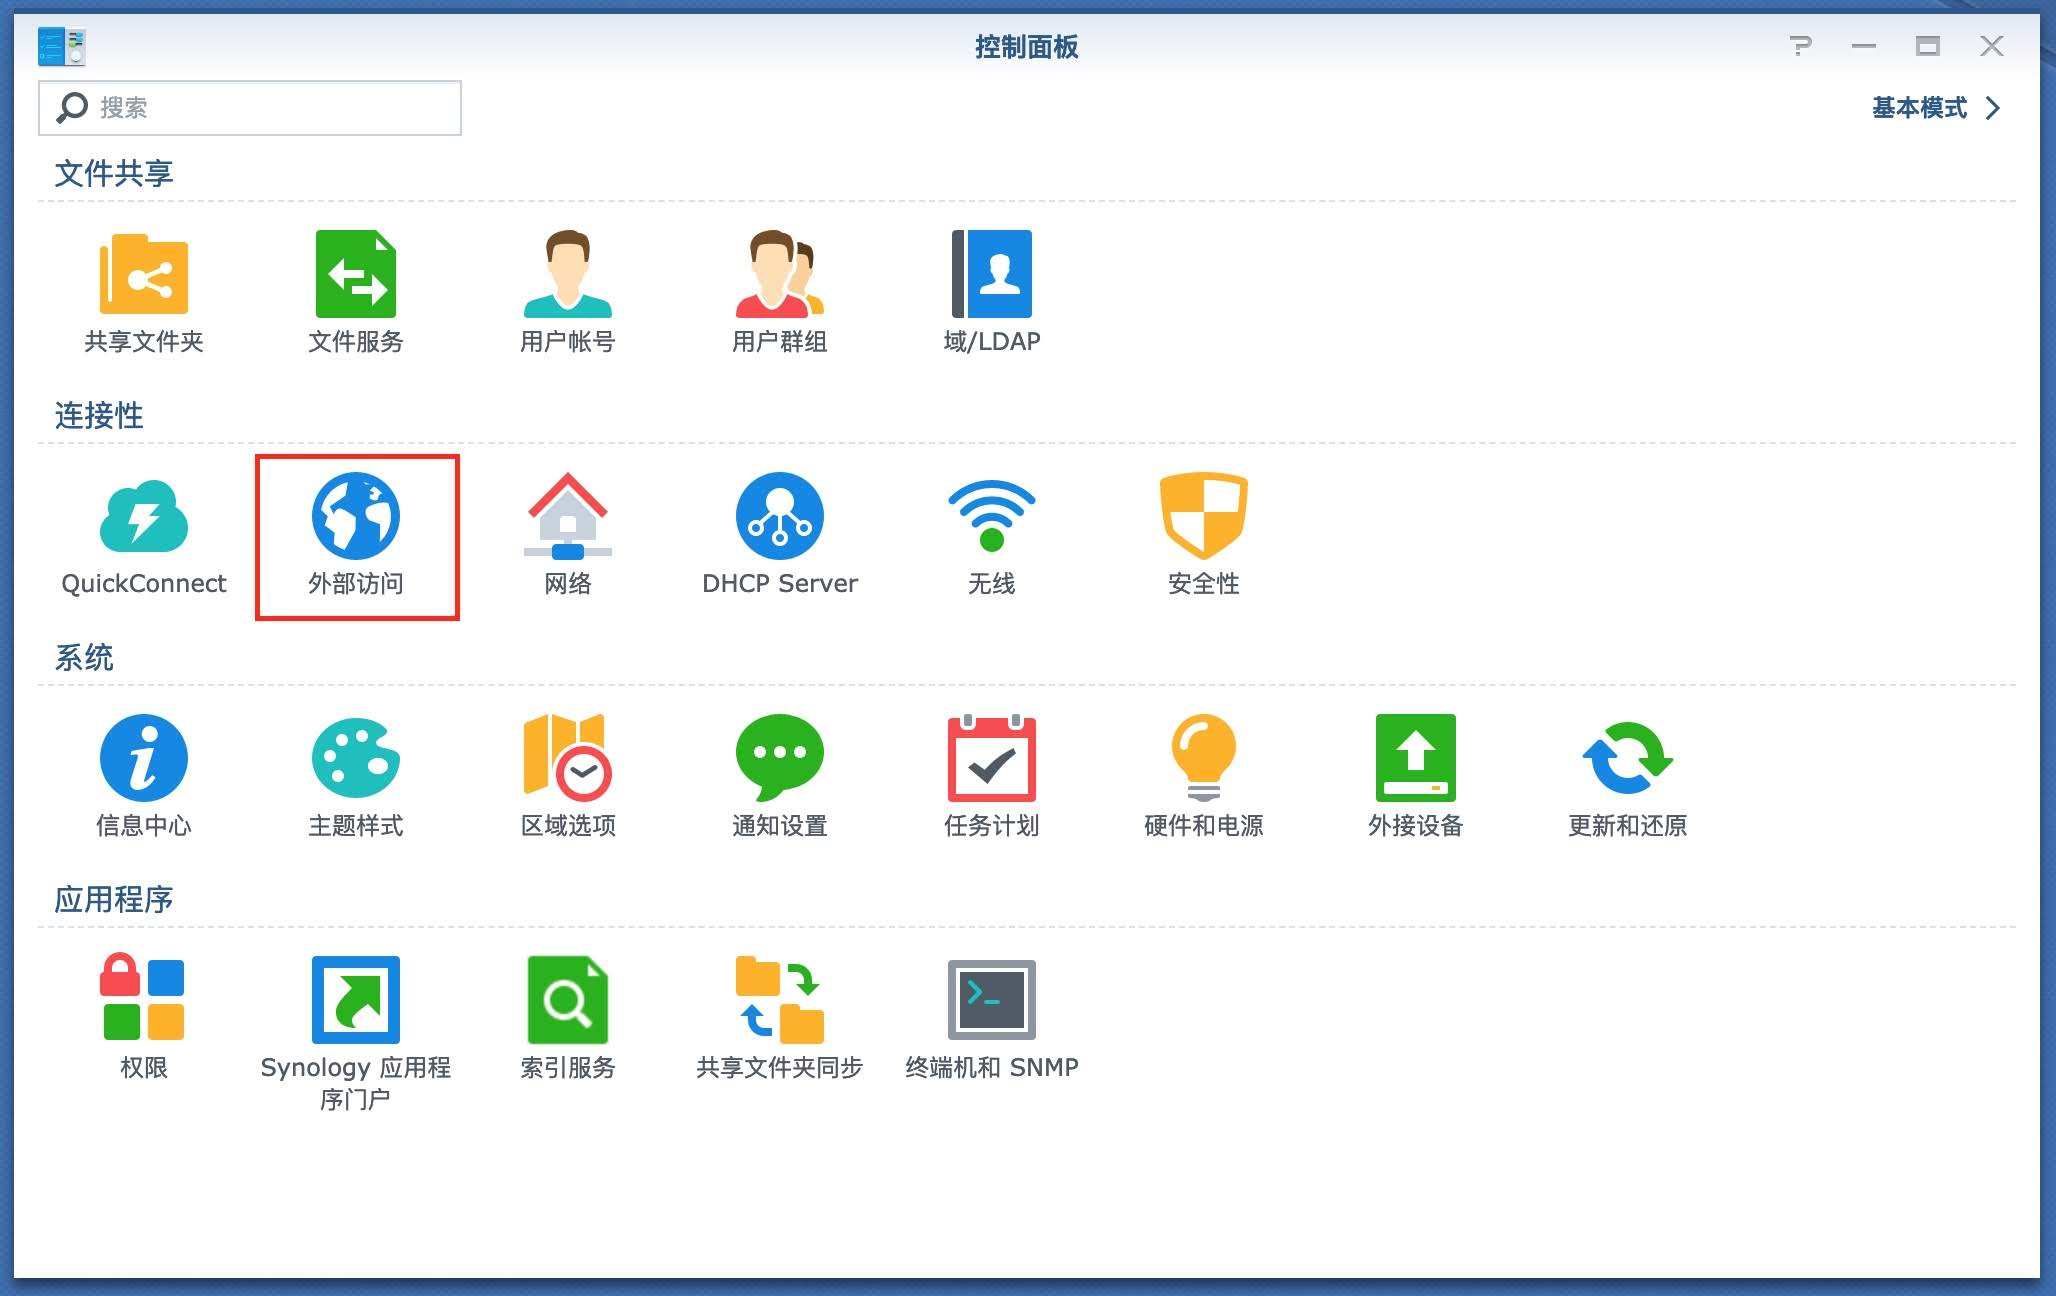 控制面板
搜索
基本模式
文件共享
共享文件夹
文件服务
用户帐号
用户群组
域/LDAP
连接性
QuickConnect
外部访问
网络
DHCP Server
无线
安全性
系统
信息中心
主题样式
区域选项
通知设置
任务计划
硬件和电源
外接设备
更新和还原
应用程序
权限
Synology 应用程
序门户
索引服务
共享文件夹同步
终端机和 SNMP